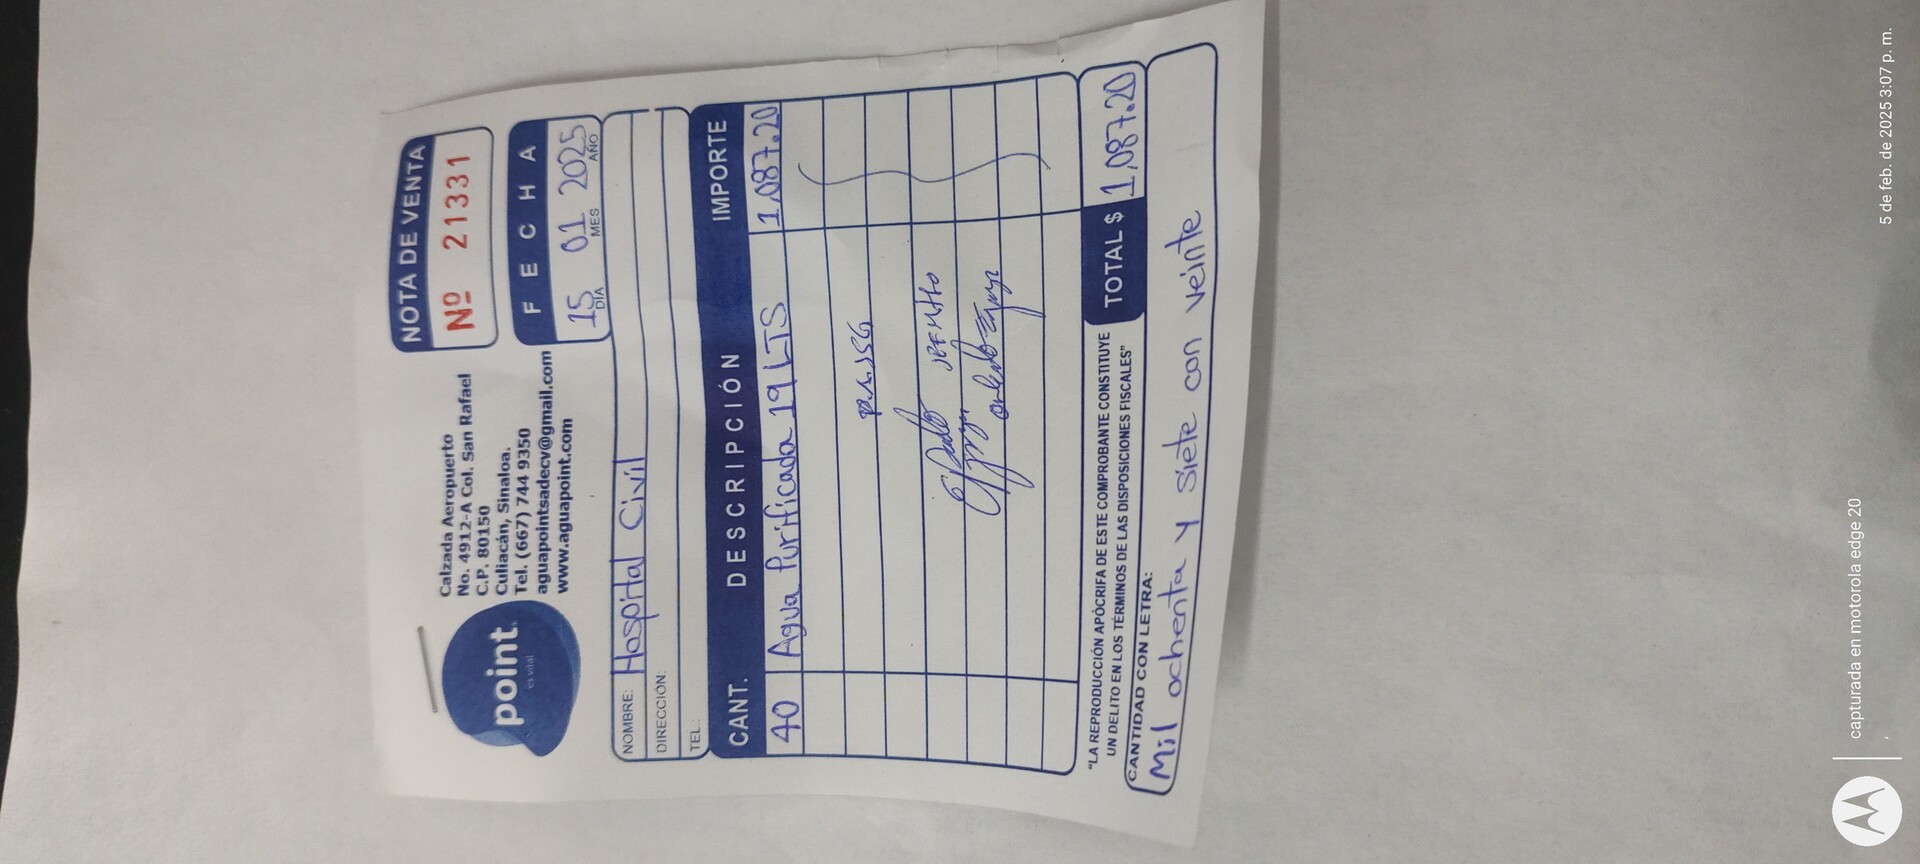 point
es vital
Calzada Aeropuerto
No. 4912-A Col. San Rafael
C.P. 80150
Culiacán, Sinaloa.
Tel. (667) 744 9350
aguapointsadecv@gmail.com
www.aguapoint.com
NOTA DE VENTA
Nº 21331
FECHA
15 01 2025
DÍA MES AÑO
NOMBRE: Hospital Civil
DIRECCIÓN:
TEL.:
CANT. DESCRIPCIÓN IMPORTE
40 Agua Purificada 19 LTS 1,087.20
"LA REPRODUCCIÓN APÓCRIFA DE ESTE COMPROBANTE CONSTITUYE
UN DELITO EN LOS TÉRMINOS DE LAS DISPOSICIONES FISCALES"
TOTAL $ 1,087.20
CANTIDAD CON LETRA:
Mil ochenta y siete con veinte
capturada en motorola edge 20
5 de feb. de 2025 3:07 p. m.